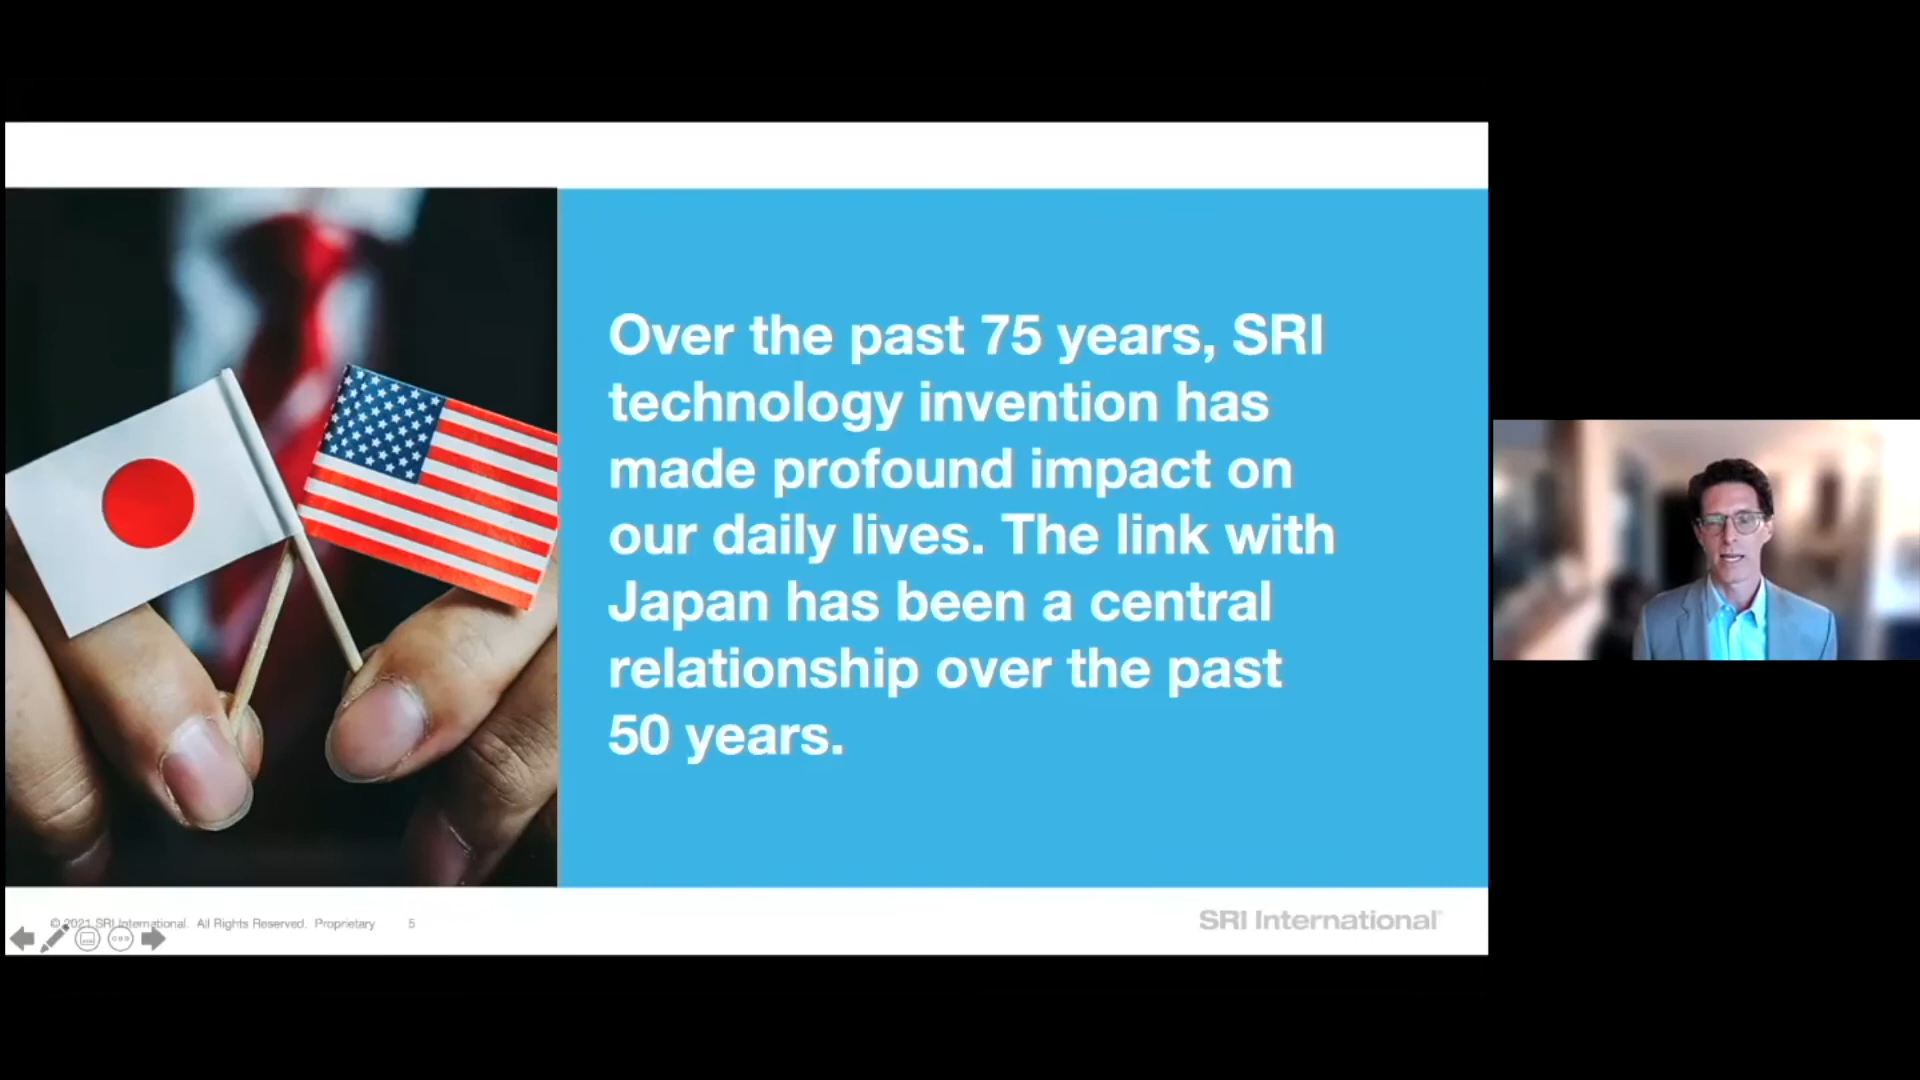 Over the past 75 years, SRI
technology invention has
made profound impact on
our daily lives. The link with
Japan has been a central
relationship over the past
50 years.
© 2021 SRI International. All Rights Reserved. Proprietary 5
SRI International